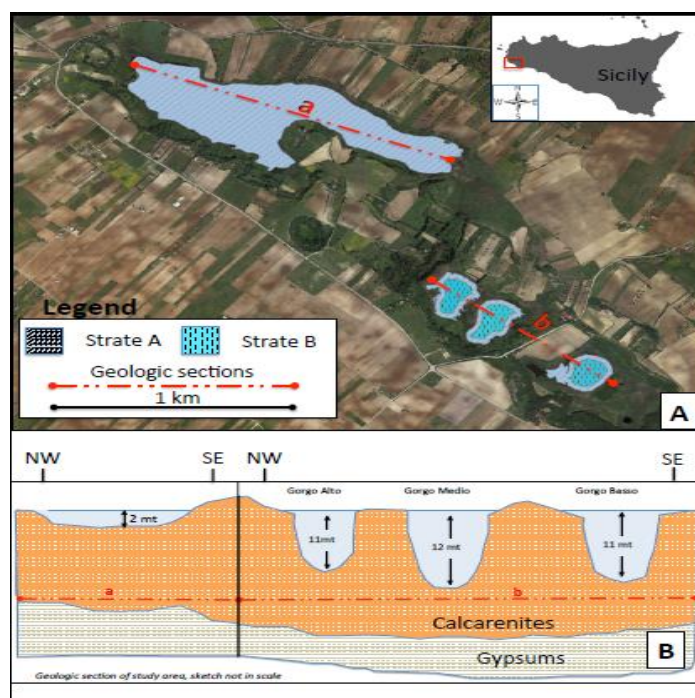 Sicily
N
W E
S
a
b
Legend
Strate A
Strate B
Geologic sections
1 km
A
NW SE NW SE
Gorgo Alto Gorgo Medio Gorgo Basso
2 mt
11mt
12 mt
11 mt
a
b
Calcarenites
Gypsums
B
Geologic section of study area, sketch not in scale